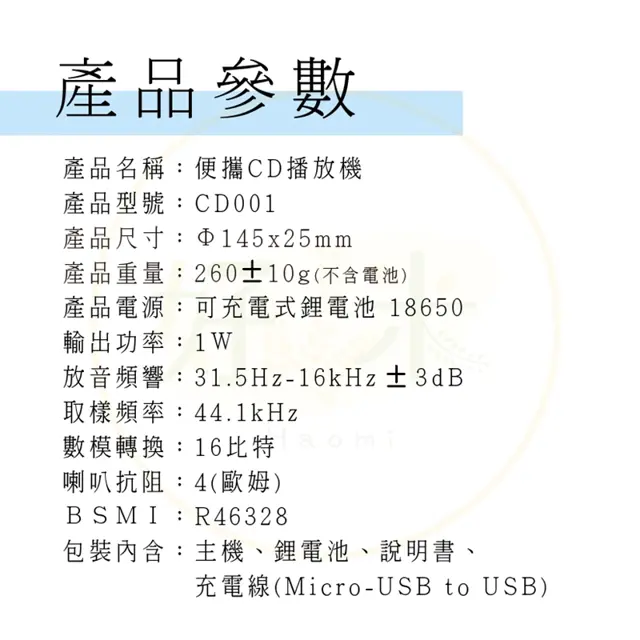 產品參數
產品名稱：便攜CD播放機
產品型號：CD001
產品尺寸：Φ145x25mm
產品重量：260±10g(不含電池)
產品電源：可充電式鋰電池 18650
輸出功率：1W
放音頻響：31.5Hz-16kHz±3dB
取樣頻率：44.1kHz
數模轉換：16比特
喇叭抗阻：4(歐姆)
BSMI：R46328
包裝內含：主機、鋰電池、說明書、
充電線(Micro-USB to USB)